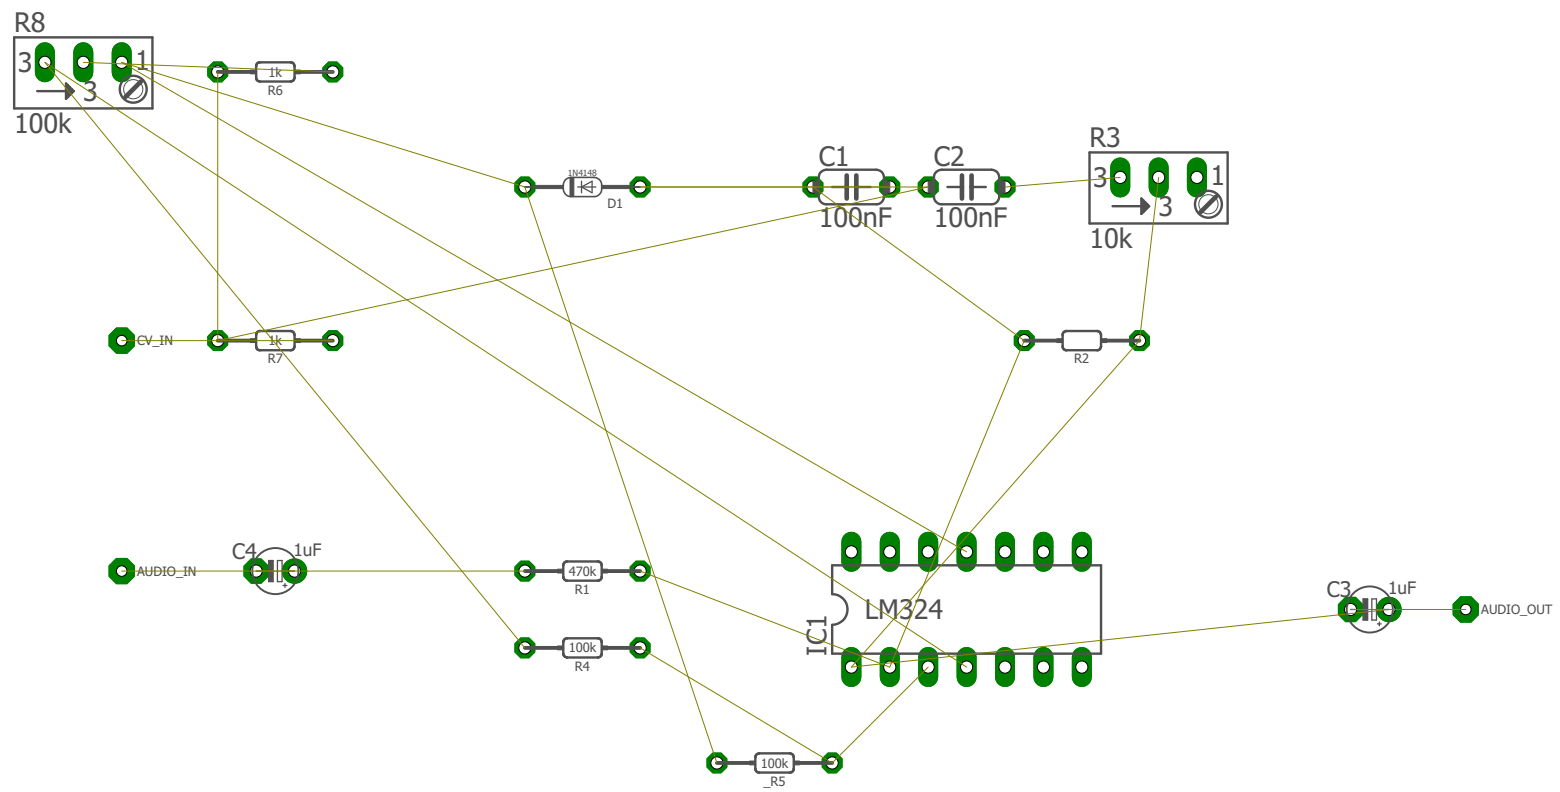 R8
3
1
3
100k
1k
R6
1N4148
D1
C1
100nF
C2
100nF
R3
3
1
3
10k
CV_IN
1k
R7
R2
AUDIO_IN
C4
1uF
+
470k
R1
100k
R4
LM324
IC1
C3
1uF
+
AUDIO_OUT
100k
_R5